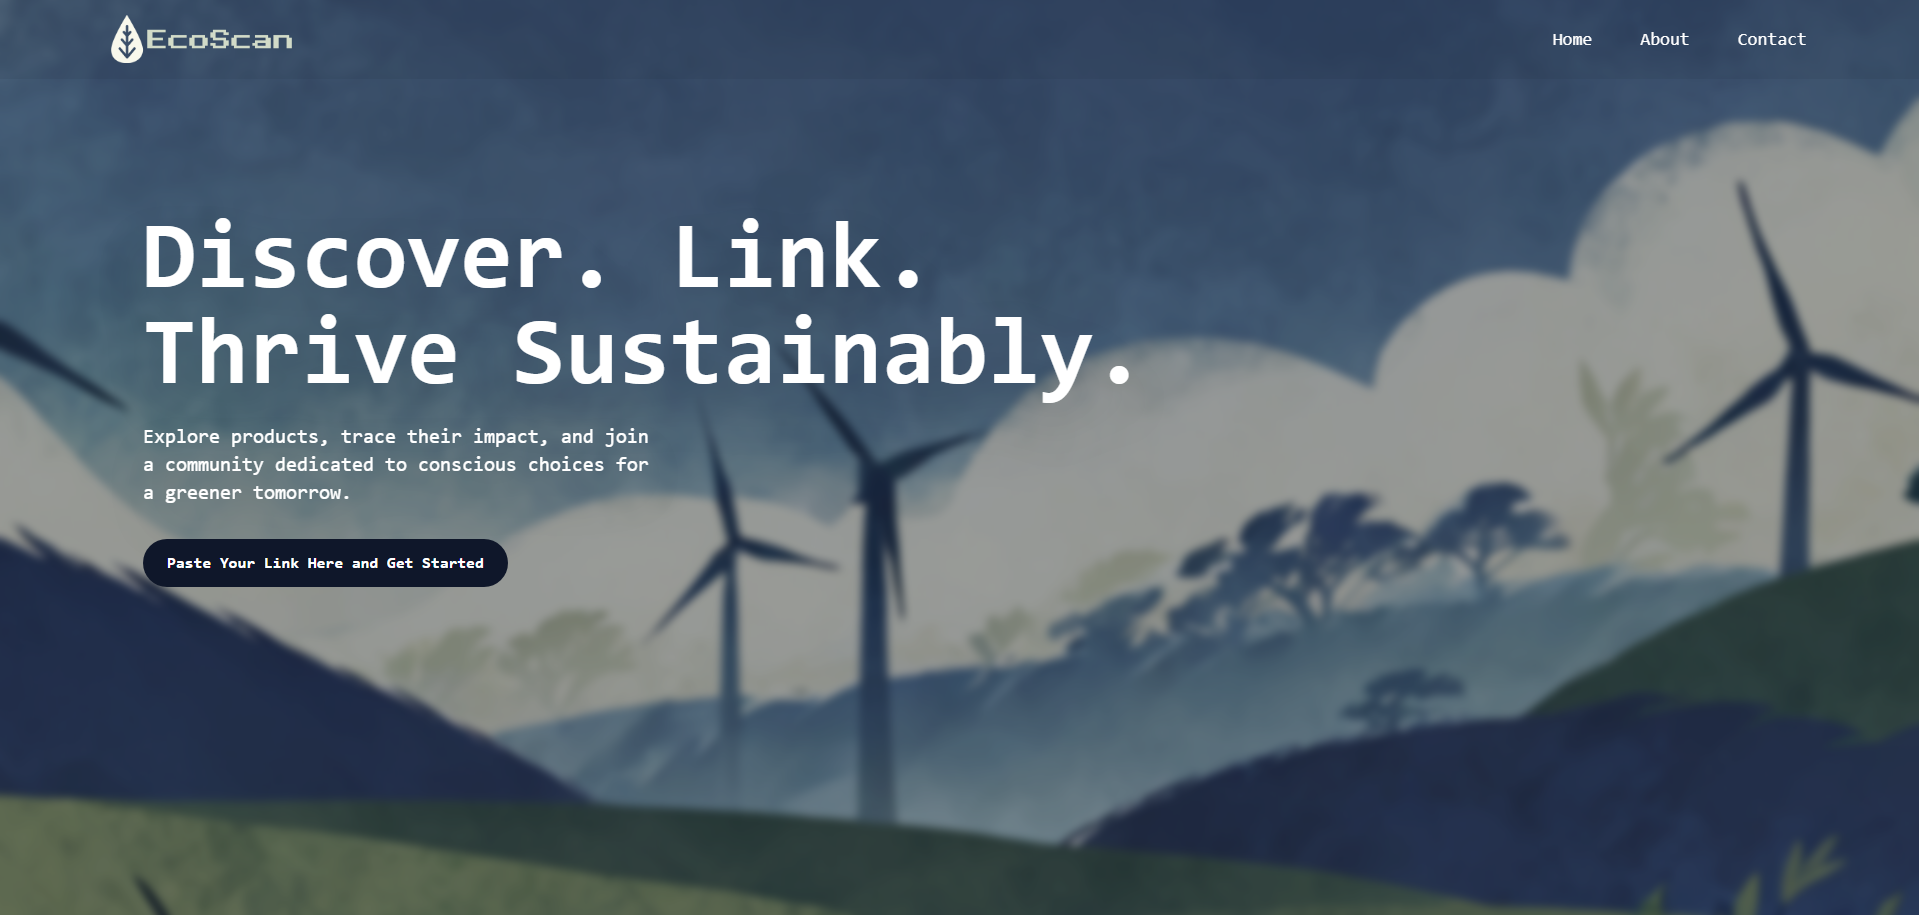 EcoScan
Home About Contact
Discover. Link.
Thrive Sustainably.
Explore products, trace their impact, and join
a community dedicated to conscious choices for
a greener tomorrow.
Paste Your Link Here and Get Started